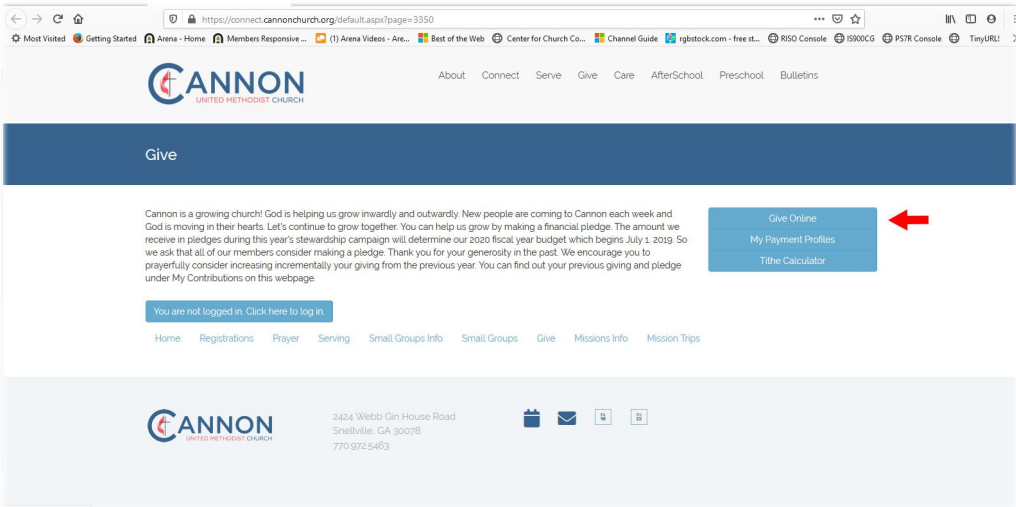 https://connect.cannonchurch.org/default.aspx?page=3350
Most Visited Getting Started Arena - Home Members Responsive ... (1) Arena Videos - Are... Best of the Web Center for Church Co... Channel Guide rgbstock.com - free st... RISO Console IS900CG PS7R Console TinyURL!
CANNON
UNITED METHODIST CHURCH
About Connect Serve Give Care AfterSchool Preschool Bulletins
Give
Cannon is a growing church! God is helping us grow inwardly and outwardly. New people are coming to Cannon each week and
God is moving in their hearts. Let's continue to grow together. You can help us grow by making a financial pledge. The amount we
receive in pledges during this year's stewardship campaign will determine our 2020 fiscal year budget which begins July 1, 2019. So
we ask that all of our members consider making a pledge. Thank you for your generosity in the past. We encourage you to
prayerfully consider increasing incrementally your giving from the previous year. You can find out your previous giving and pledge
under My Contributions on this webpage.
Give Online
My Payment Profiles
Tithe Calculator
You are not logged in. Click here to log in.
Home Registrations Prayer Serving Small Groups Info Small Groups Give Missions Info Mission Trips
CANNON
UNITED METHODIST CHURCH
2424 Webb Gin House Road
Snellville, GA 30078
770.972.5463